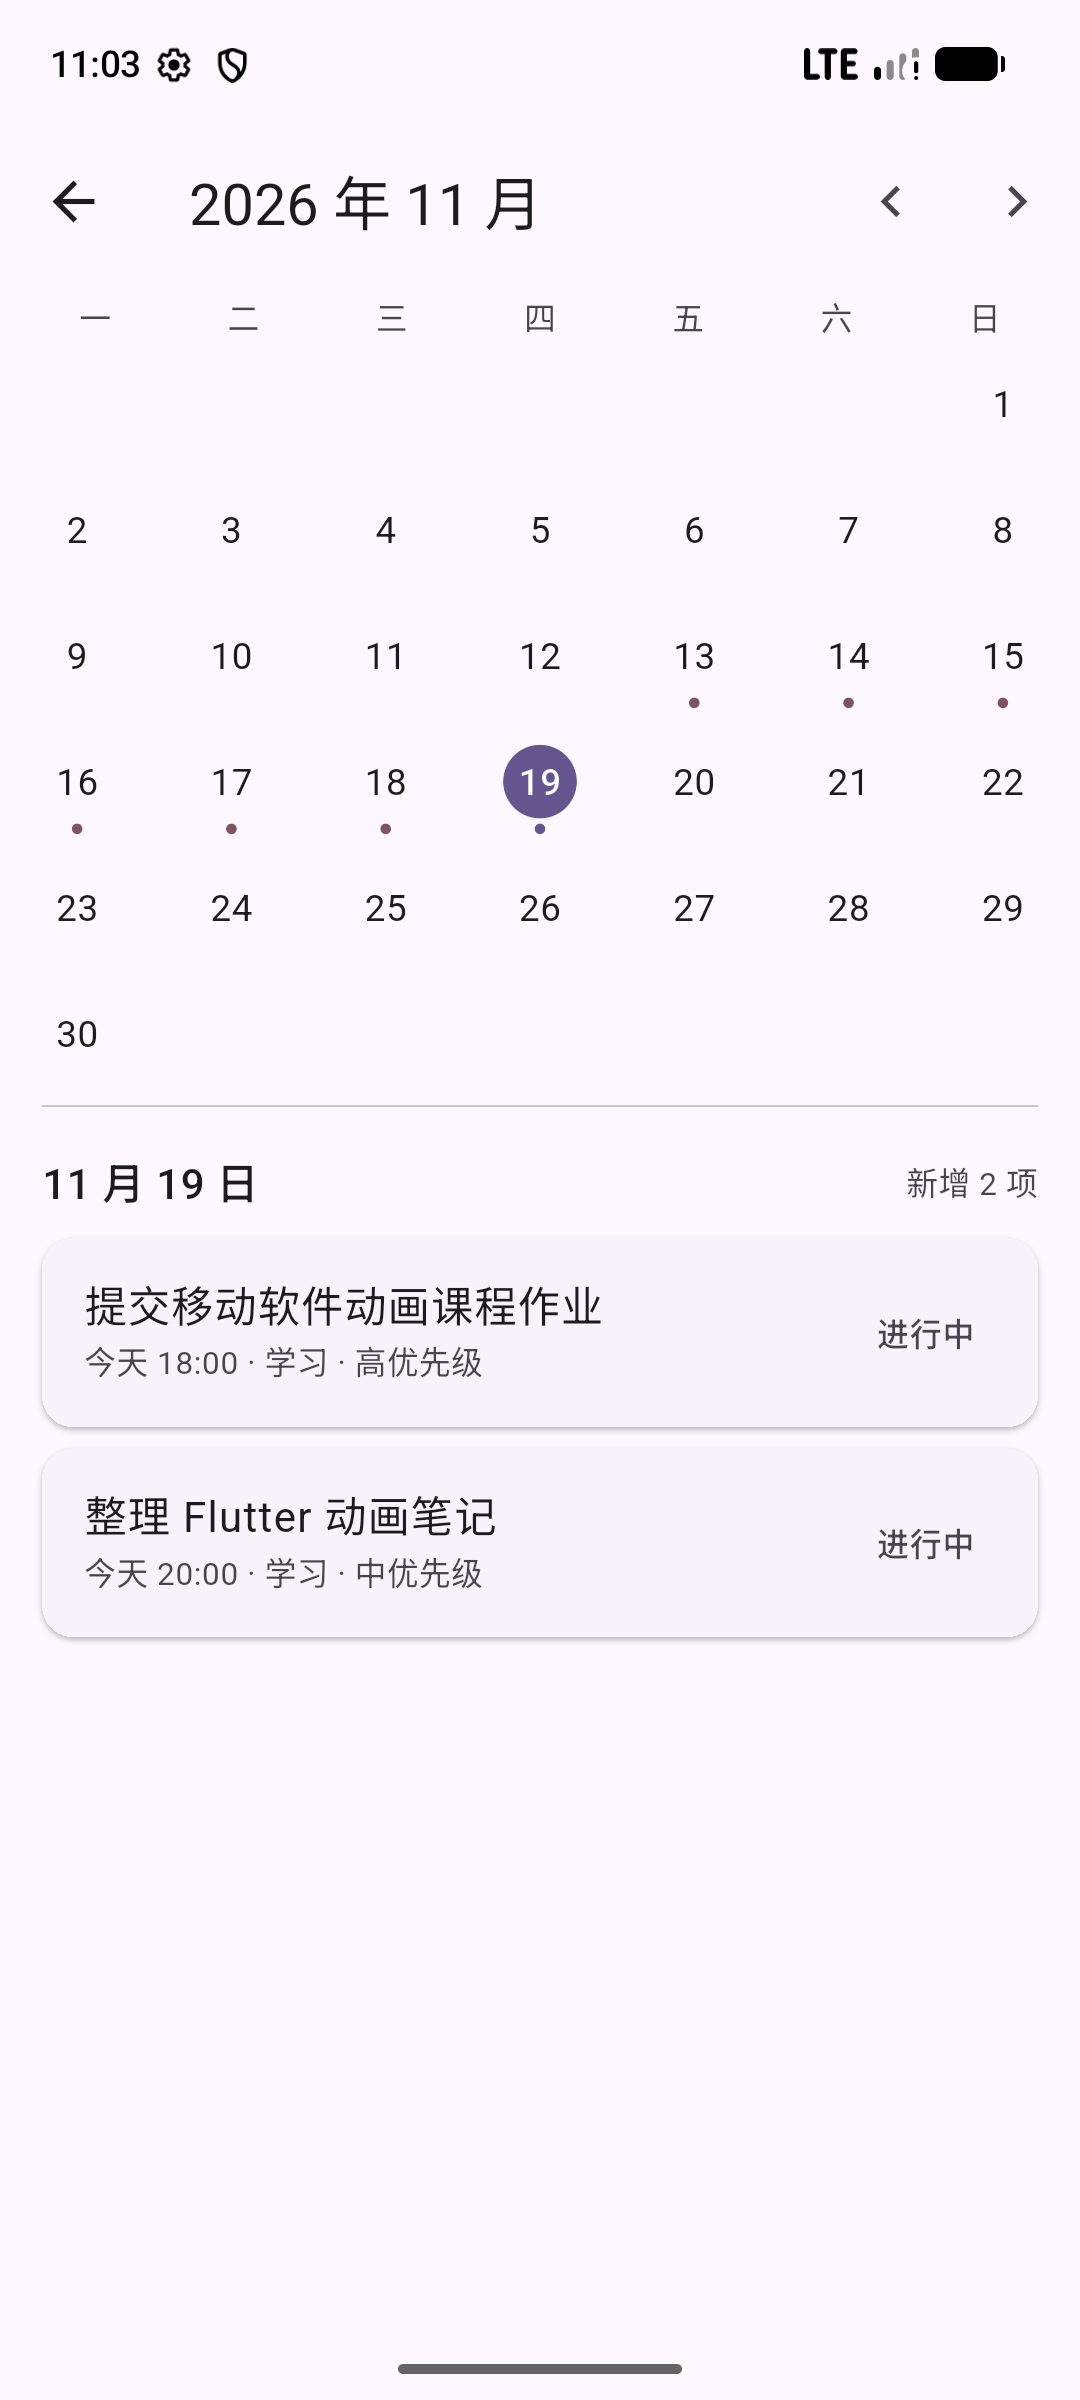 11:03 LTE
2026 年 11 月
一 二 三 四 五 六 日
1
2 3 4 5 6 7 8
9 10 11 12 13 14 15
16 17 18 19 20 21 22
23 24 25 26 27 28 29
30
11 月 19 日 新增 2 项
提交移动软件动画课程作业
今天 18:00 · 学习 · 高优先级
进行中
整理 Flutter 动画笔记
今天 20:00 · 学习 · 中优先级
进行中